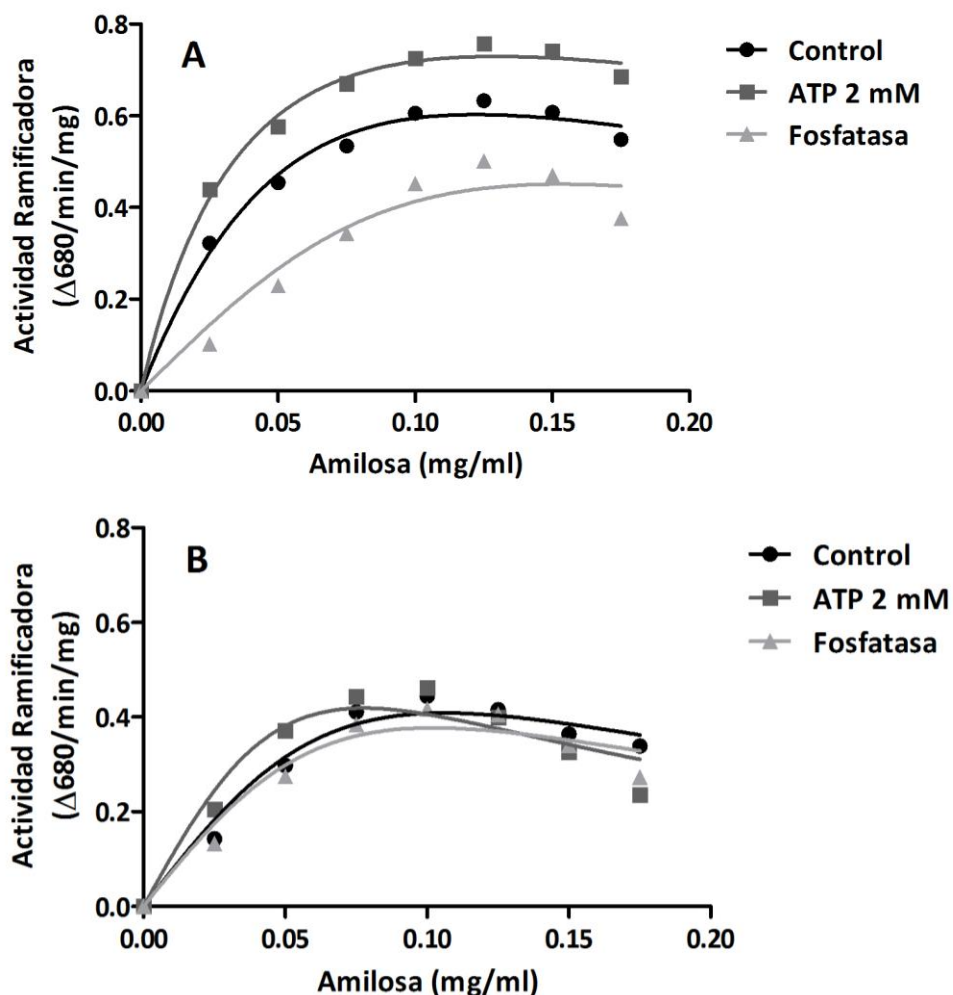 A
Control
ATP 2 mM
Fosfatasa
Actividad Ramificadora
(Δ680/min/mg)
0.8
0.6
0.4
0.2
0.0
0.00 0.05 0.10 0.15 0.20
Amilosa (mg/ml)
B
Control
ATP 2 mM
Fosfatasa
Actividad Ramificadora
(Δ680/min/mg)
0.8
0.6
0.4
0.2
0.0
0.00 0.05 0.10 0.15 0.20
Amilosa (mg/ml)